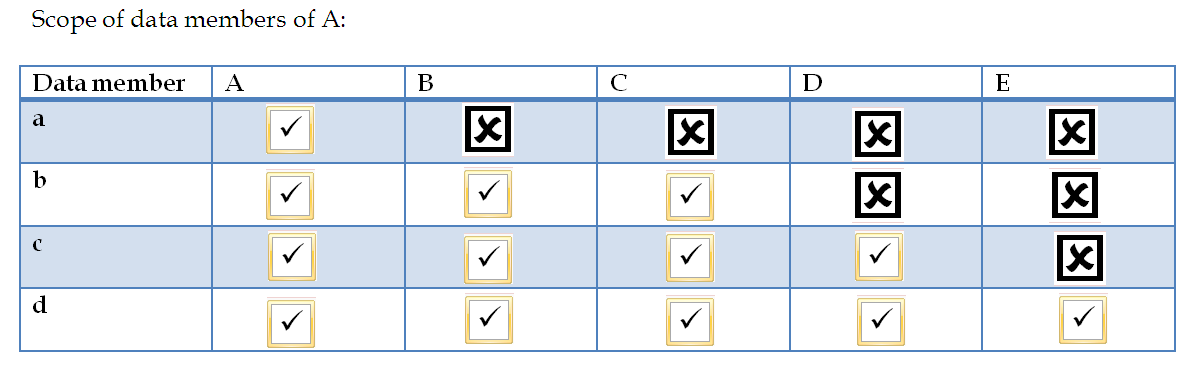 Scope of data members of A:
Data member A B C D E
a ✓ ✗ ✗ ✗ ✗
b ✓ ✓ ✓ ✗ ✗
c ✓ ✓ ✓ ✓ ✗
d ✓ ✓ ✓ ✓ ✓